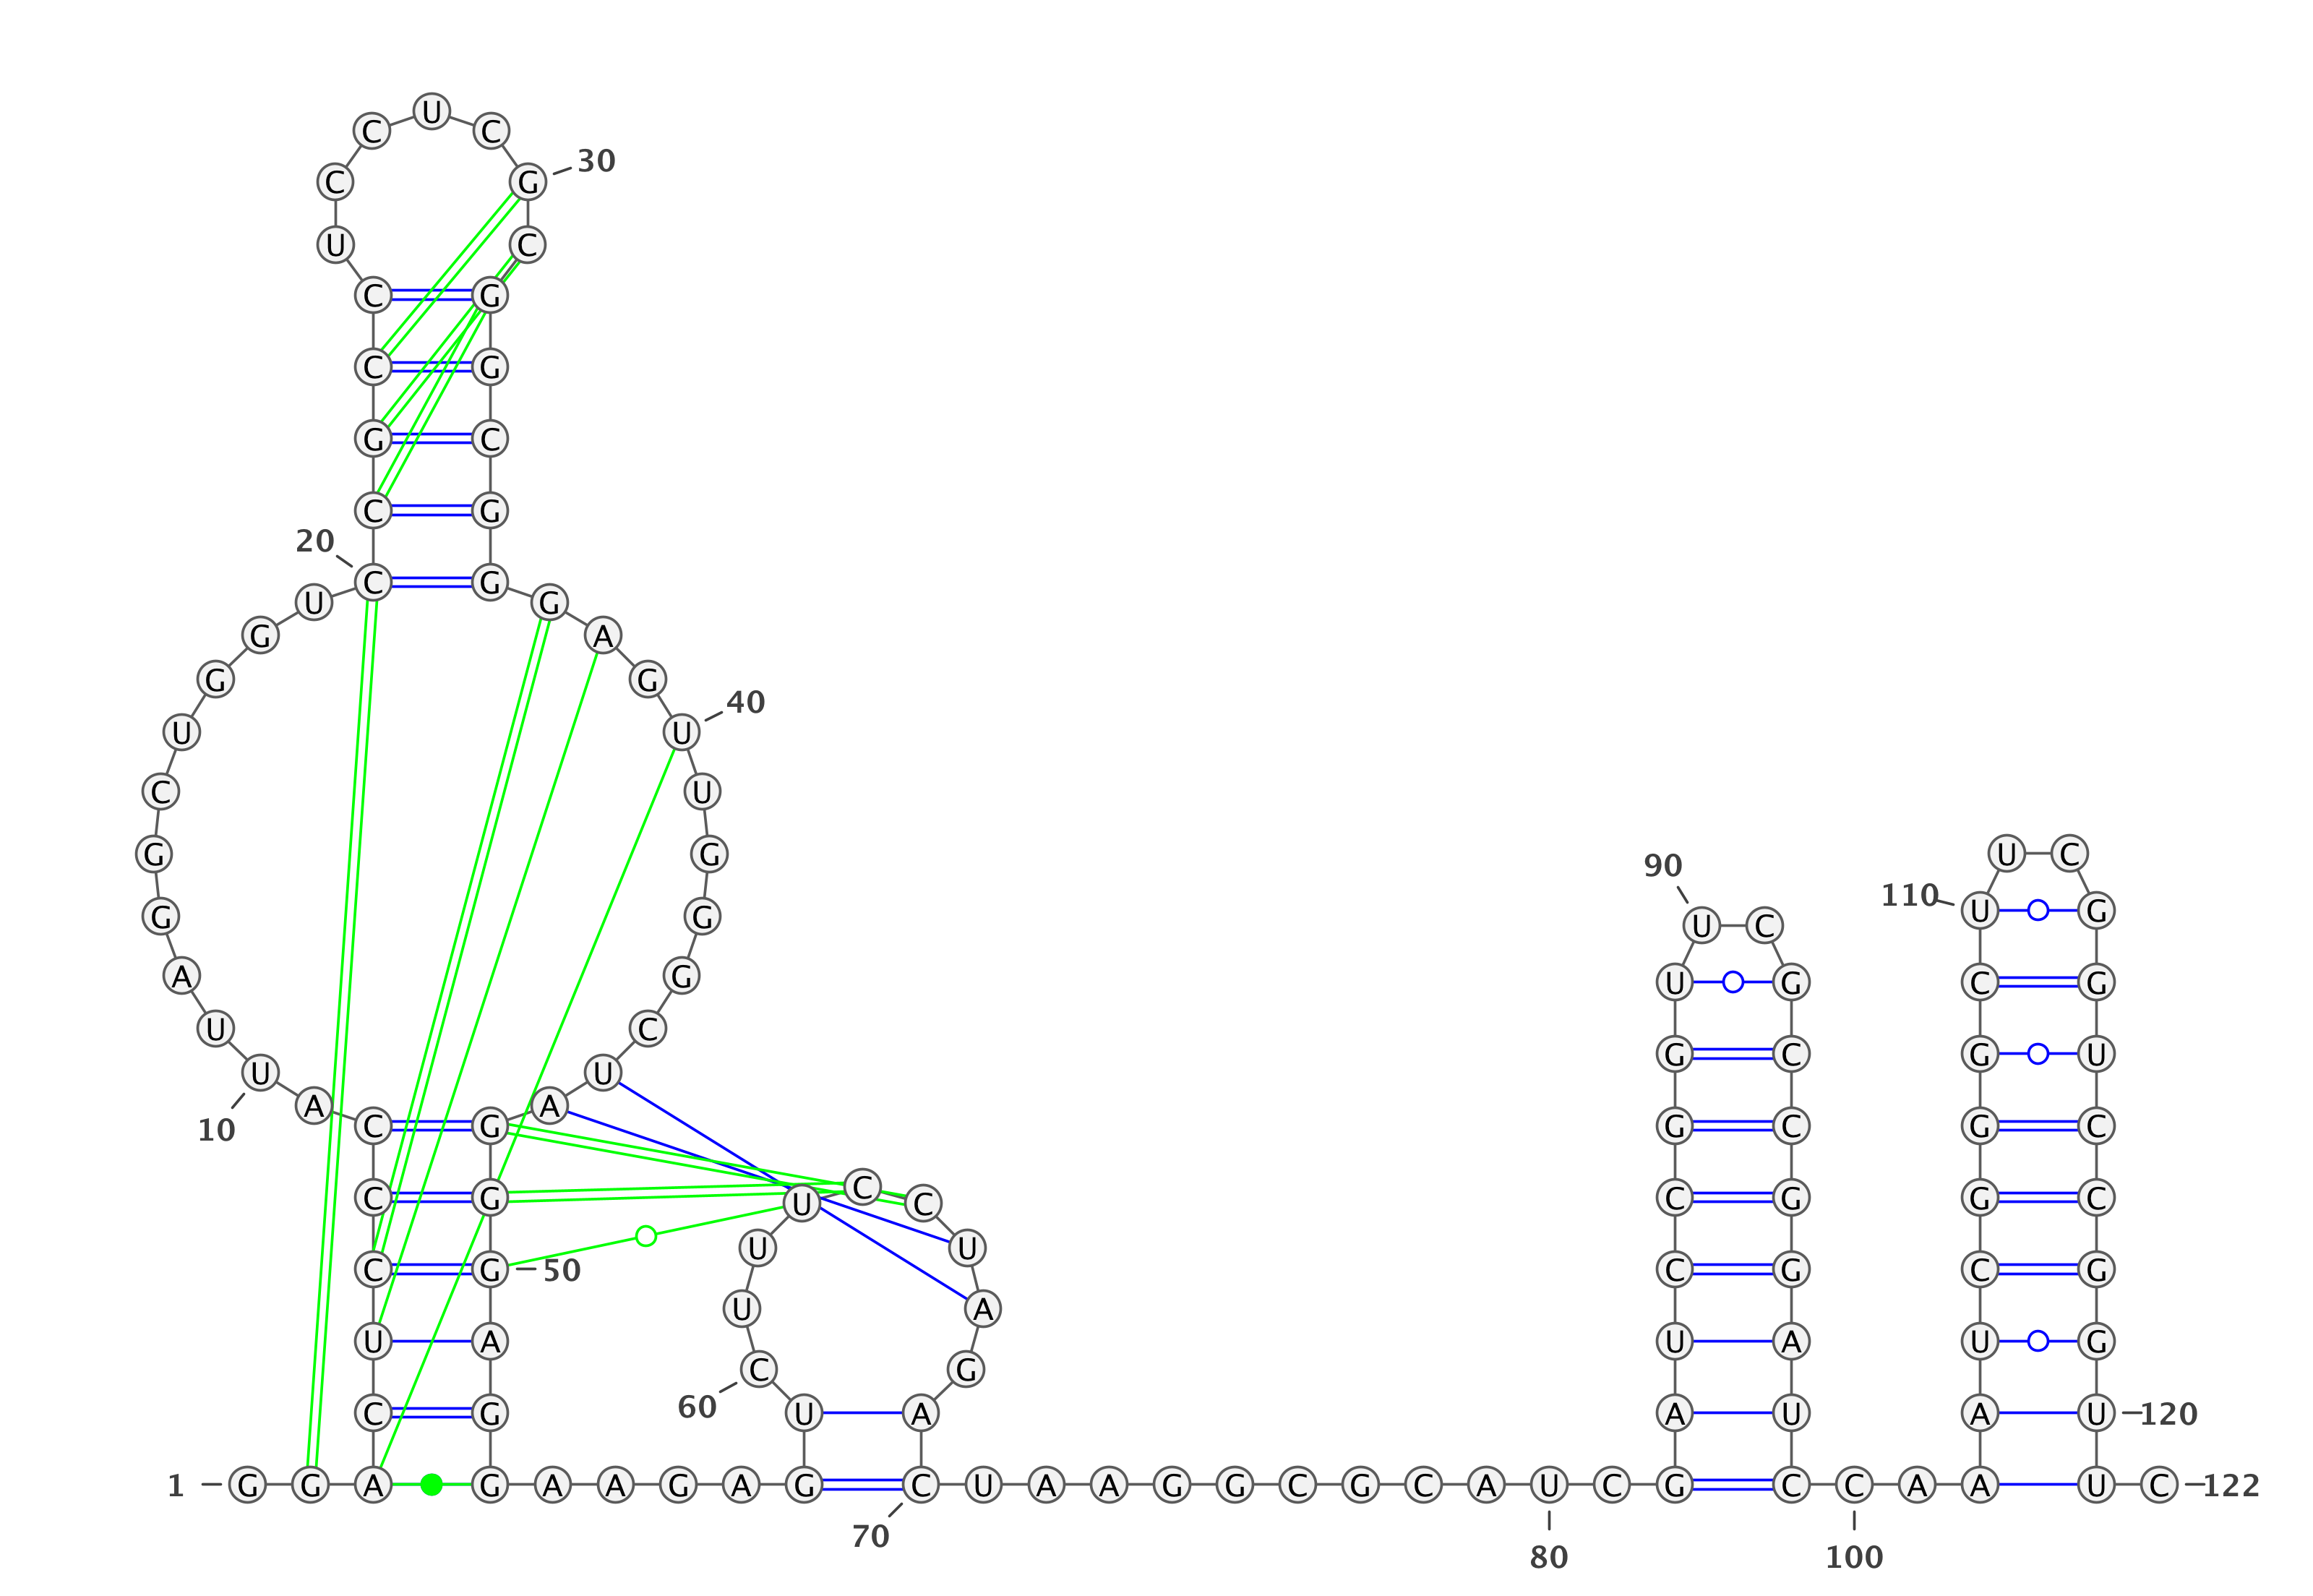 U
C C
30
C G
U C
C G
C G
G C
C G
20
C G
U G
G A
G G
40
U U
C U
G G U C
90
110 U G
G G U C
A G U G C G
U C
G C G U
U U
A A
C G G C G C
10
C
C G U C C G G C
U U
C G 50 C G C G
U A
U A U A U G
C G
60
C G U A A U A U 120
1 G G A G A A G A G C U A A G G C G C A U C G C C A A U C 122
70
80 100